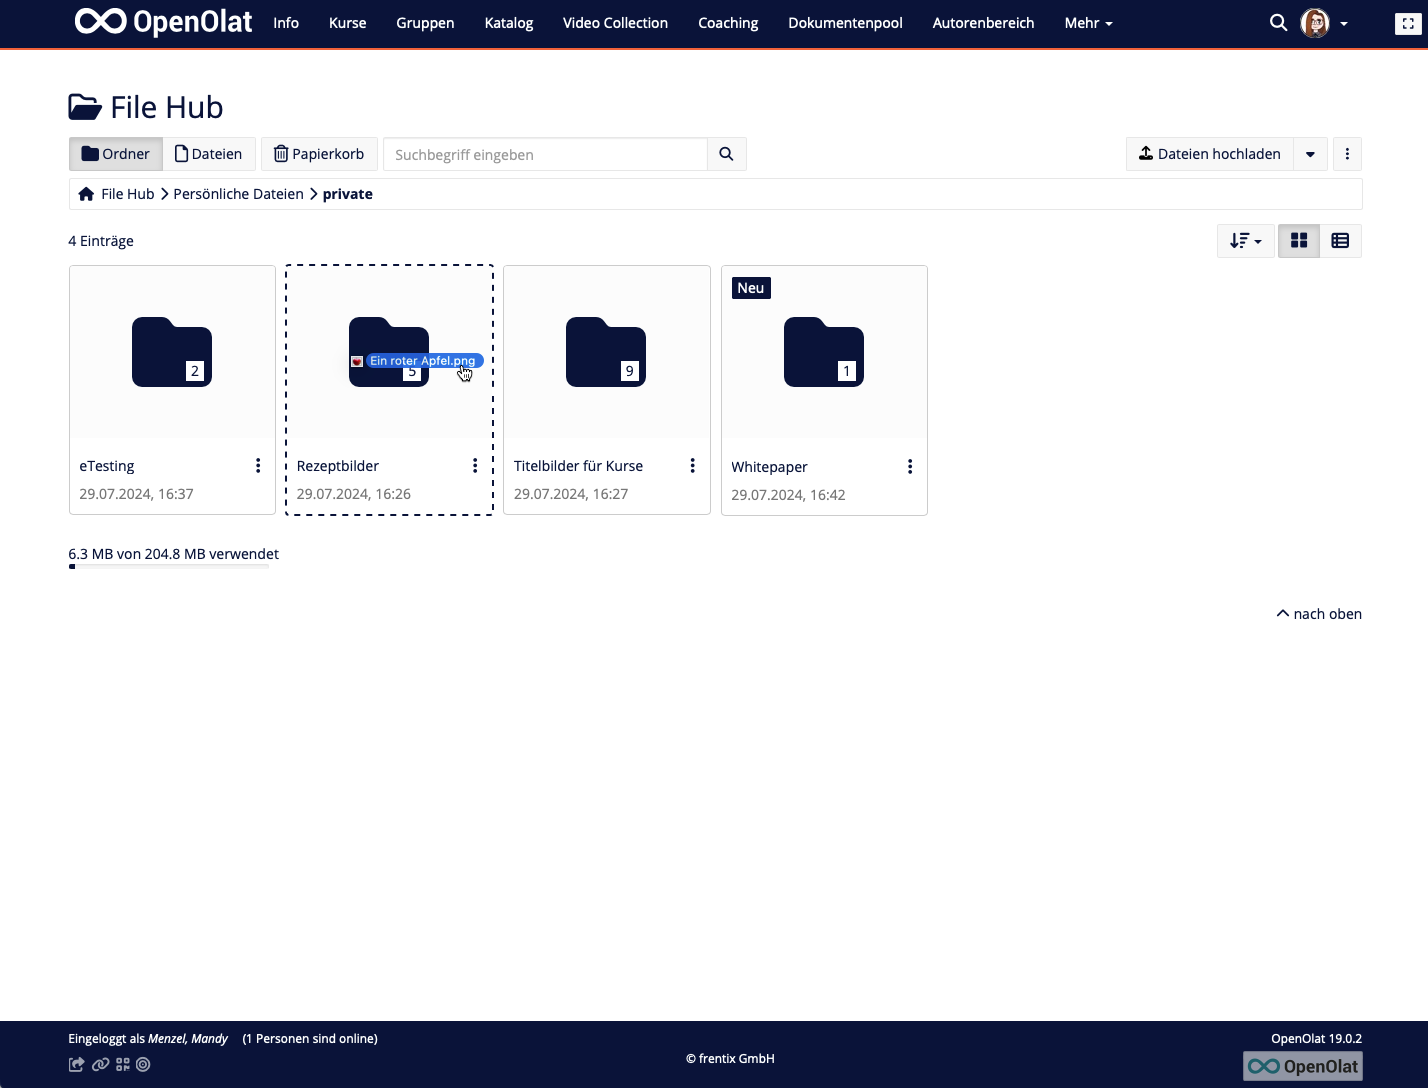 OpenOlat Info Kurse Gruppen Katalog Video Collection Coaching Dokumentenpool Autorenbereich Mehr
File Hub
Ordner Dateien Papierkorb Suchbegriff eingeben Dateien hochladen
File Hub Persönliche Dateien private
4 Einträge
Neu
Ein roter Apfel.png
2 5 9 1
eTesting Rezeptbilder Titelbilder für Kurse Whitepaper
29.07.2024, 16:37 29.07.2024, 16:26 29.07.2024, 16:27 29.07.2024, 16:42
6.3 MB von 204.8 MB verwendet
nach oben
Eingeloggt als Menzel, Mandy (1 Personen sind online) OpenOlat 19.0.2
© frentix GmbH
OpenOlat